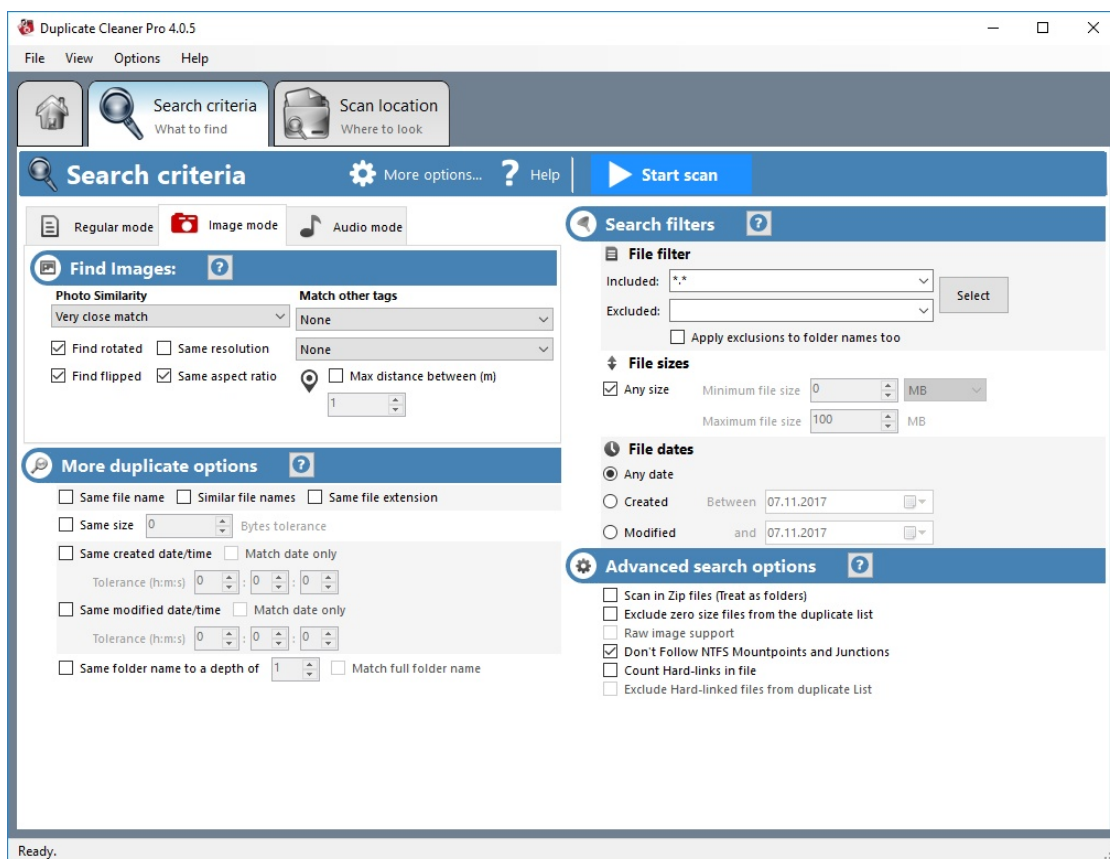 Duplicate Cleaner Pro 4.0.5
File View Options Help
Search criteria
What to find
Scan location
Where to look
Search criteria More options... ? Help Start scan
Regular mode Image mode Audio mode
Find Images: ?
Photo Similarity Match other tags
Very close match None
Find rotated Same resolution None
Find flipped Same aspect ratio Max distance between (m)
1
More duplicate options ?
Same file name Similar file names Same file extension
Same size 0 Bytes tolerance
Same created date/time Match date only
Tolerance (h:m:s) 0 : 0 : 0
Same modified date/time Match date only
Tolerance (h:m:s) 0 : 0 : 0
Same folder name to a depth of 1 Match full folder name
Search filters ?
File filter
Included: *.*
Select
Excluded:
Apply exclusions to folder names too
File sizes
Any size Minimum file size 0 MB
Maximum file size 100 MB
File dates
Any date
Created Between 07.11.2017
Modified and 07.11.2017
Advanced search options ?
Scan in Zip files (Treat as folders)
Exclude zero size files from the duplicate list
Raw image support
Don't Follow NTFS Mountpoints and Junctions
Count Hard-links in file
Exclude Hard-linked files from duplicate List
Ready.